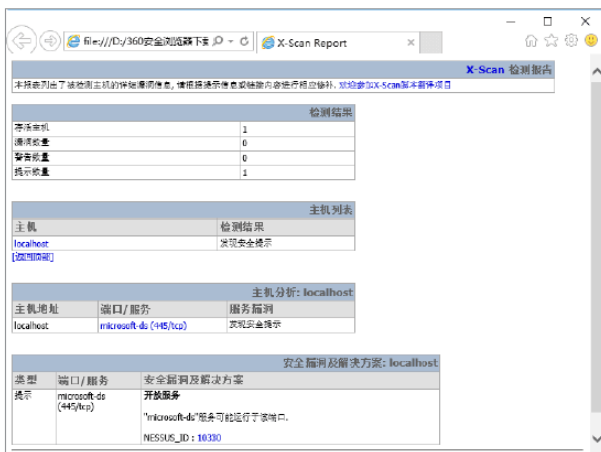 file:///D:/360安全浏览器下载
X-Scan Report
X-Scan 检测报告
本报表列出了被检测主机的详细漏洞信息, 请根据提示信息或链接内容进行相应修补. 欢迎参加X-Scan脚本翻译项目
检测结果
存活主机 1
漏洞数量 0
警告数量 0
提示数量 1
主机列表
主机 检测结果
localhost 发现安全提示
[返回顶部]
主机分析: localhost
主机地址 端口/服务 服务漏洞
localhost microsoft-ds (445/tcp) 发现安全提示
安全漏洞及解决方案: localhost
类型 端口/服务 安全漏洞及解决方案
提示 microsoft-ds (445/tcp) 开放服务
"microsoft-ds"服务可能运行于该端口.
NESSUS_ID : 10330